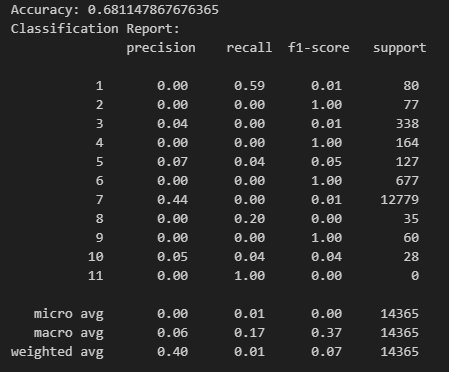 Accuracy: 0.681147867676365
Classification Report:
precision recall f1-score support
1 0.00 0.59 0.01 80
2 0.00 0.00 1.00 77
3 0.04 0.00 0.01 338
4 0.00 0.00 1.00 164
5 0.07 0.04 0.05 127
6 0.00 0.00 1.00 677
7 0.44 0.00 0.01 12779
8 0.00 0.20 0.00 35
9 0.00 0.00 1.00 60
10 0.05 0.04 0.04 28
11 0.00 1.00 0.00 0
micro avg 0.00 0.01 0.00 14365
macro avg 0.06 0.17 0.37 14365
weighted avg 0.40 0.01 0.07 14365